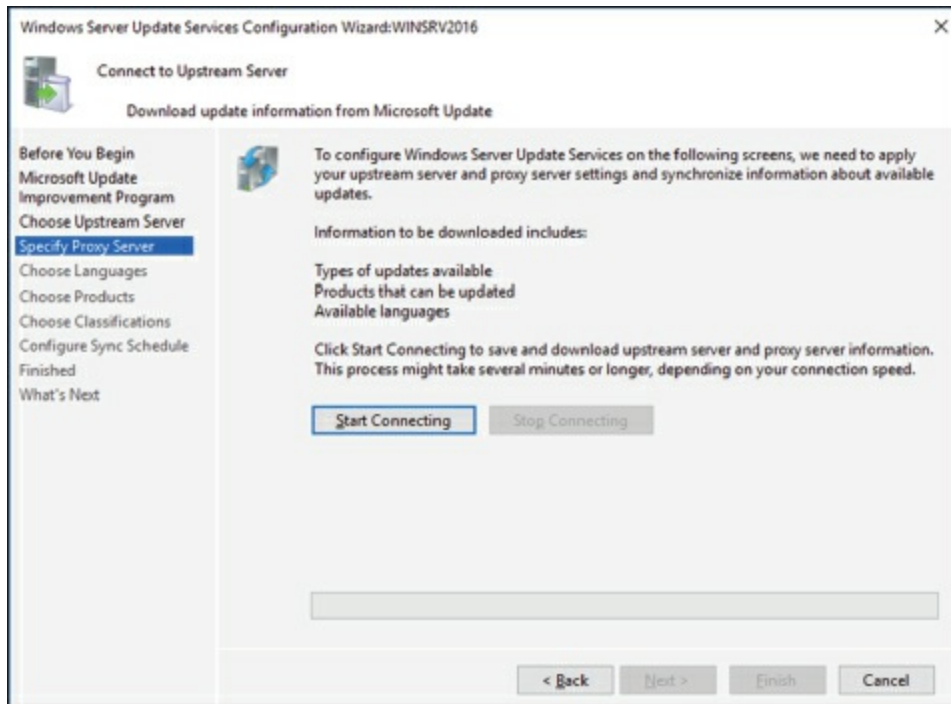 Windows Server Update Services Configuration Wizard:WINSRV2016
Connect to Upstream Server
Download update information from Microsoft Update
Before You Begin
Microsoft Update
Improvement Program
Choose Upstream Server
Specify Proxy Server
Choose Languages
Choose Products
Choose Classifications
Configure Sync Schedule
Finished
What's Next
To configure Windows Server Update Services on the following screens, we need to apply
your upstream server and proxy server settings and synchronize information about available
updates.
Information to be downloaded includes:
Types of updates available
Products that can be updated
Available languages
Click Start Connecting to save and download upstream server and proxy server information.
This process might take several minutes or longer, depending on your connection speed.
Start Connecting
Stop Connecting
< Back
Next >
Finish
Cancel